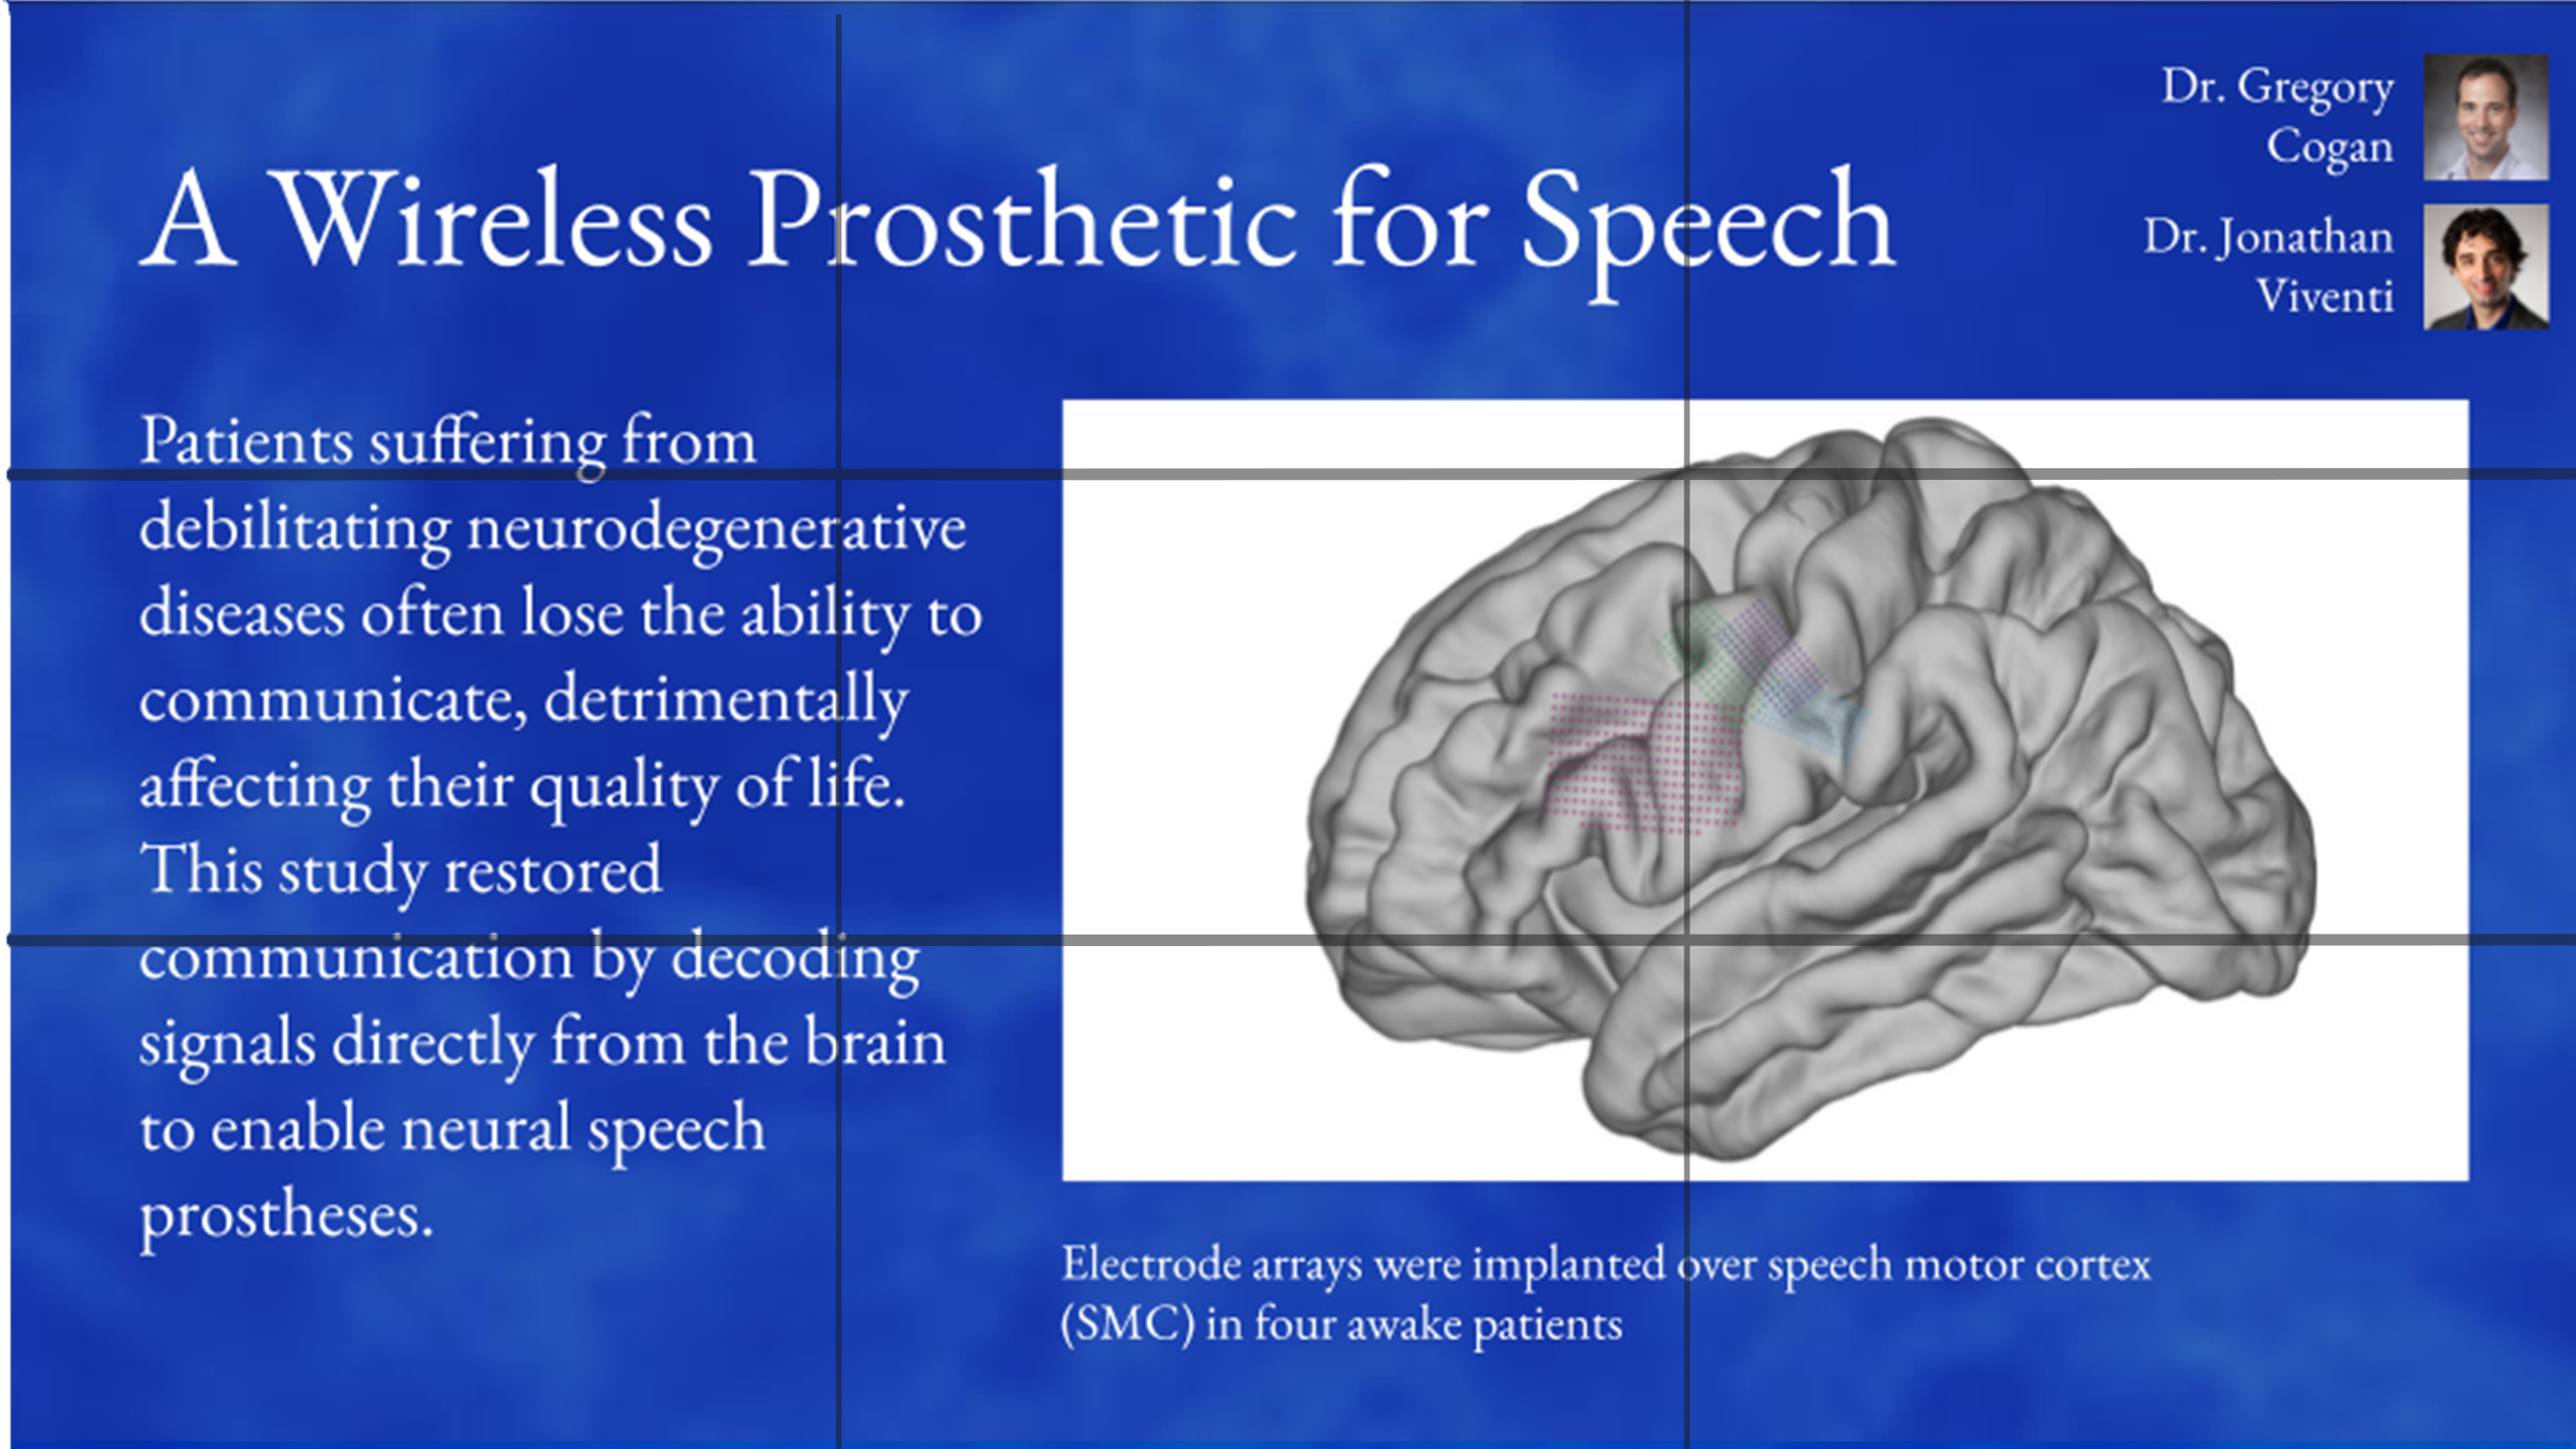 A Wireless Prosthetic for Speech
Dr. Gregory
Cogan
Dr. Jonathan
Viventi
Patients suffering from
debilitating neurodegenerative
diseases often lose the ability to
communicate, detrimentally
affecting their quality of life.
This study restored
communication by decoding
signals directly from the brain
to enable neural speech
prostheses.
Electrode arrays were implanted over speech motor cortex
(SMC) in four awake patients